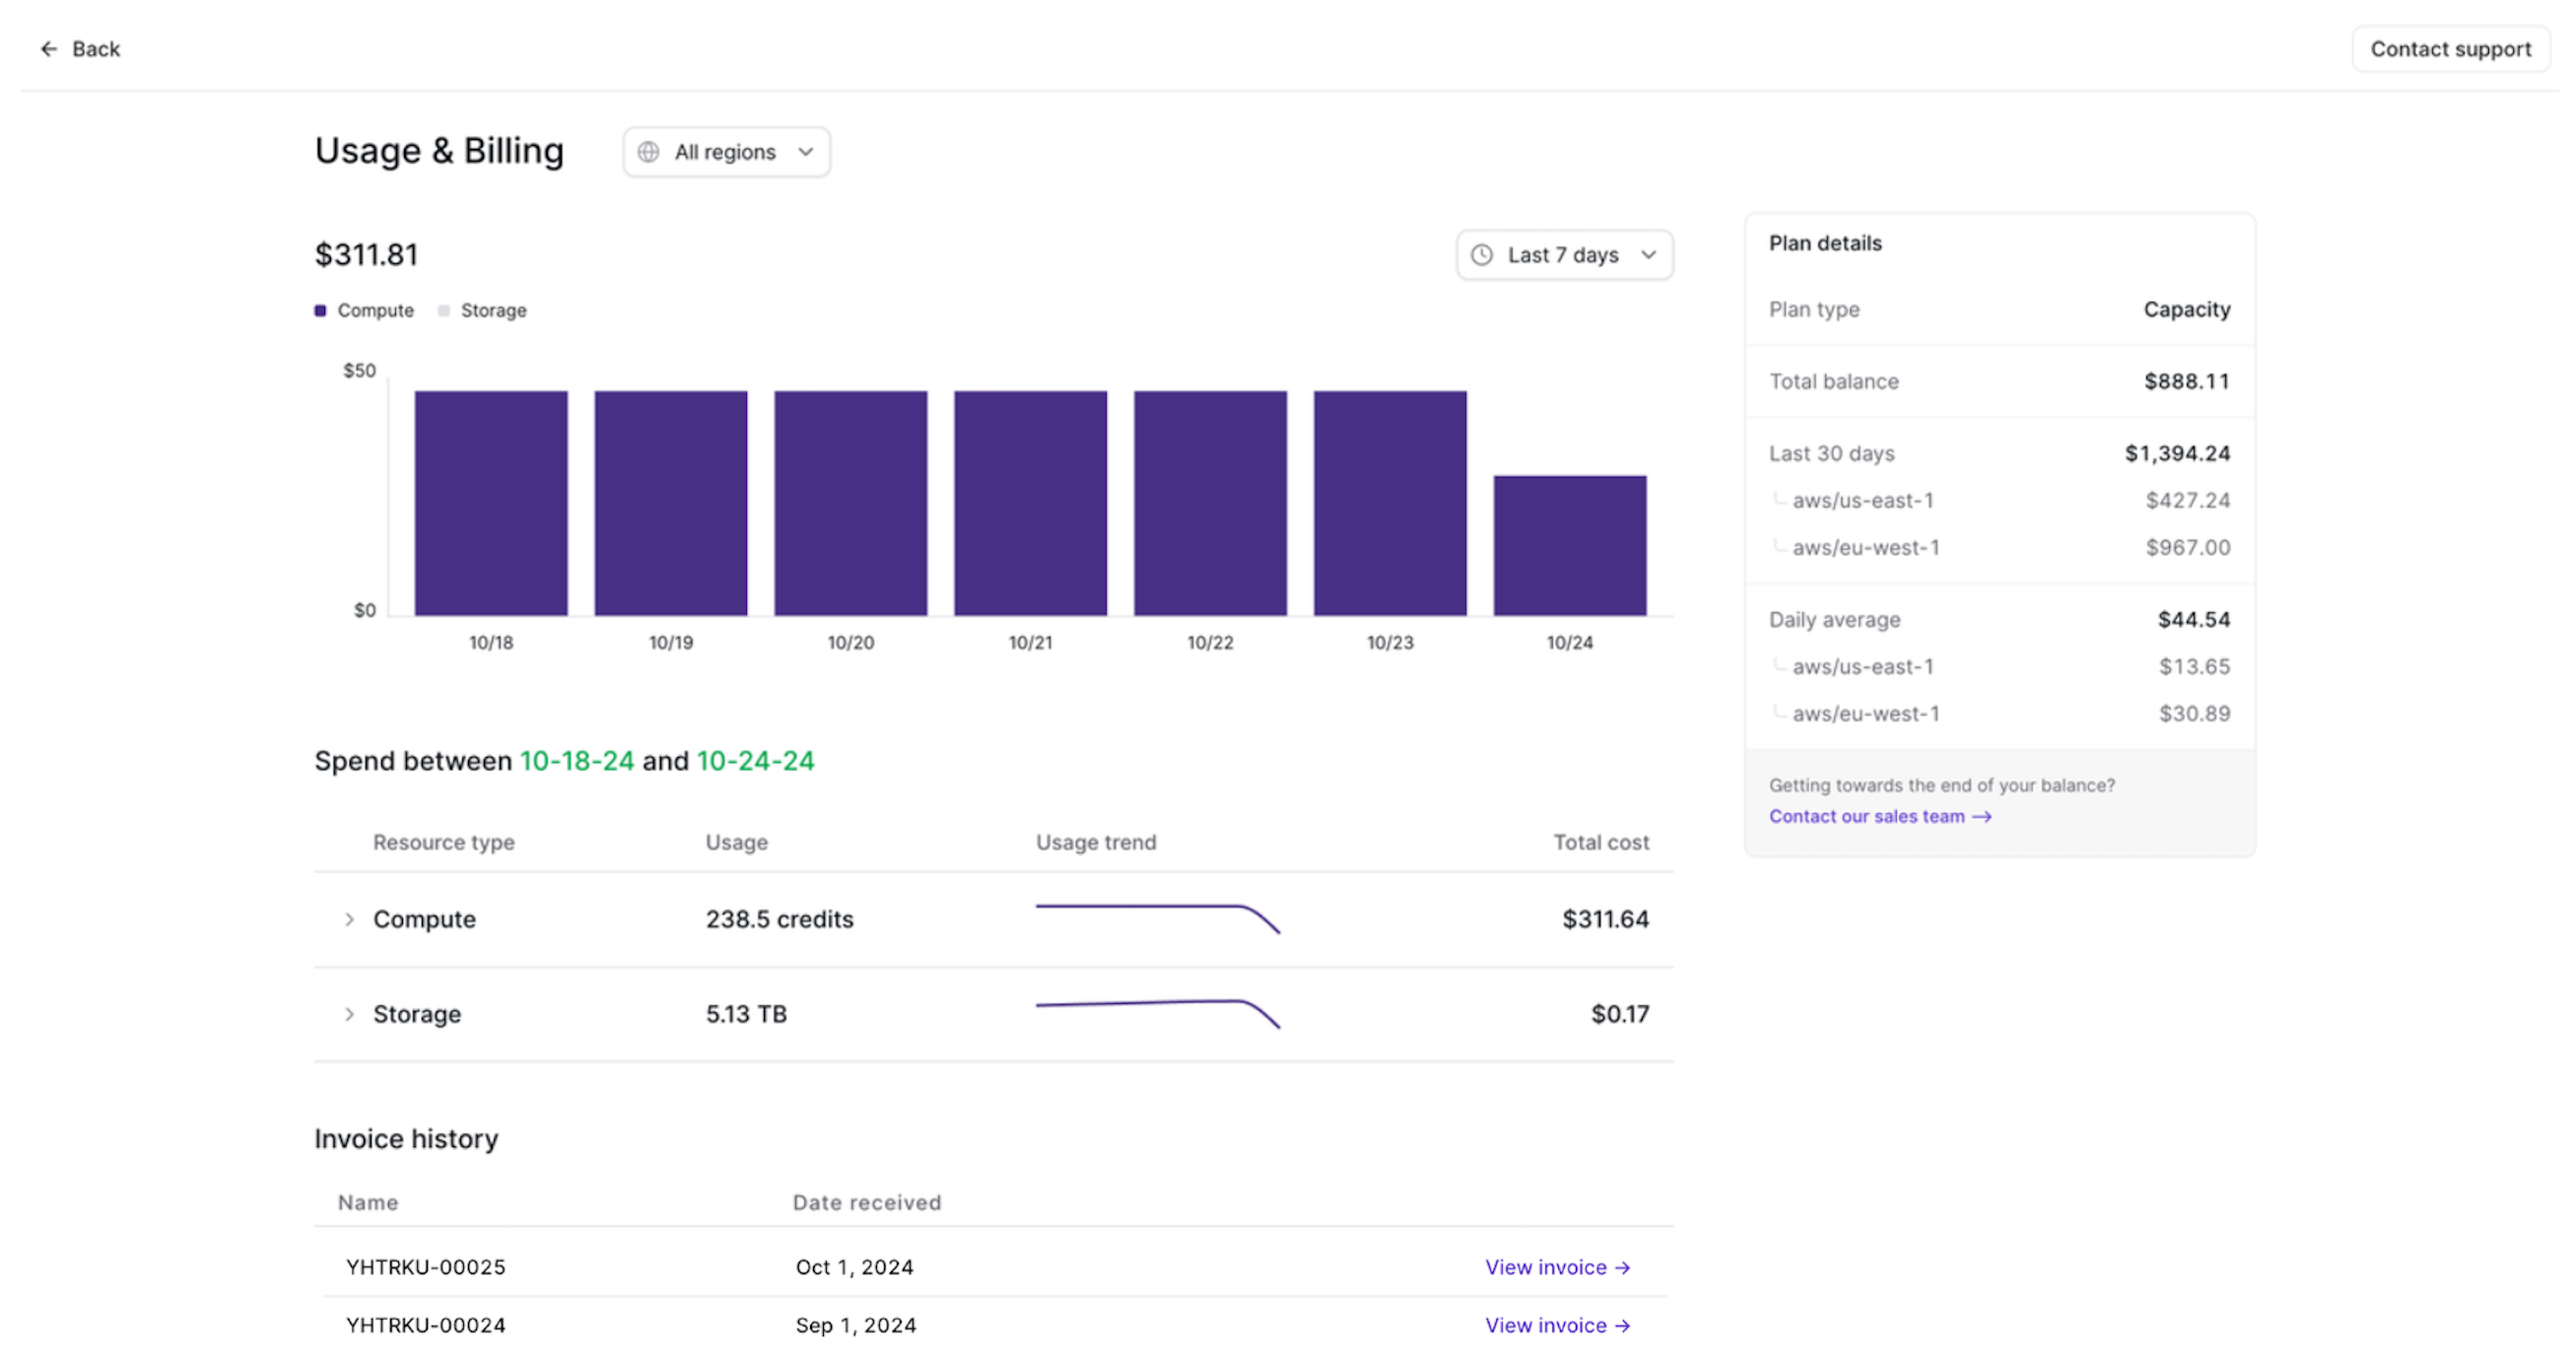 ← Back
Contact support
Usage & Billing
All regions
$311.81
Last 7 days
Compute Storage
$50
$0
10/18 10/19 10/20 10/21 10/22 10/23 10/24
Spend between 10-18-24 and 10-24-24
Resource type Usage Usage trend Total cost
Compute 238.5 credits $311.64
Storage 5.13 TB $0.17
Invoice history
Name Date received
YHTRKU-00025 Oct 1, 2024 View invoice →
YHTRKU-00024 Sep 1, 2024 View invoice →
Plan details
Plan type Capacity
Total balance $888.11
Last 30 days $1,394.24
aws/us-east-1 $427.24
aws/eu-west-1 $967.00
Daily average $44.54
aws/us-east-1 $13.65
aws/eu-west-1 $30.89
Getting towards the end of your balance?
Contact our sales team →